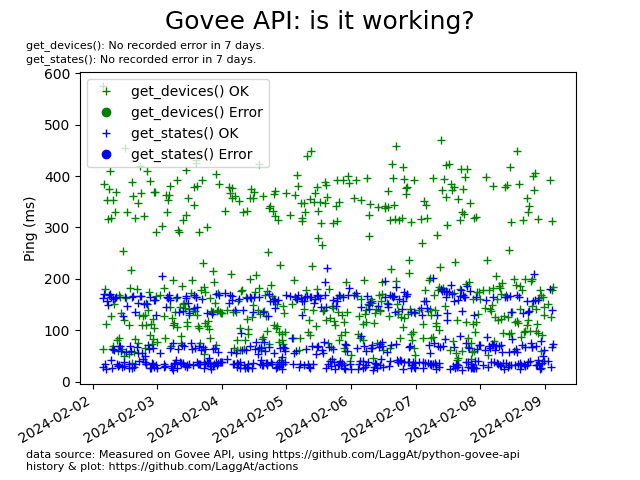 Govee API: is it working?
get_devices(): No recorded error in 7 days.
get_states(): No recorded error in 7 days.
600
500
400
300
200
100
0
Ping (ms)
get_devices() OK
get_devices() Error
get_states() OK
get_states() Error
2024-02-02
2024-02-03
2024-02-04
2024-02-05
2024-02-06
2024-02-07
2024-02-08
2024-02-09
data source: Measured on Govee API, using https://github.com/LaggAt/python-govee-api
history & plot: https://github.com/LaggAt/actions